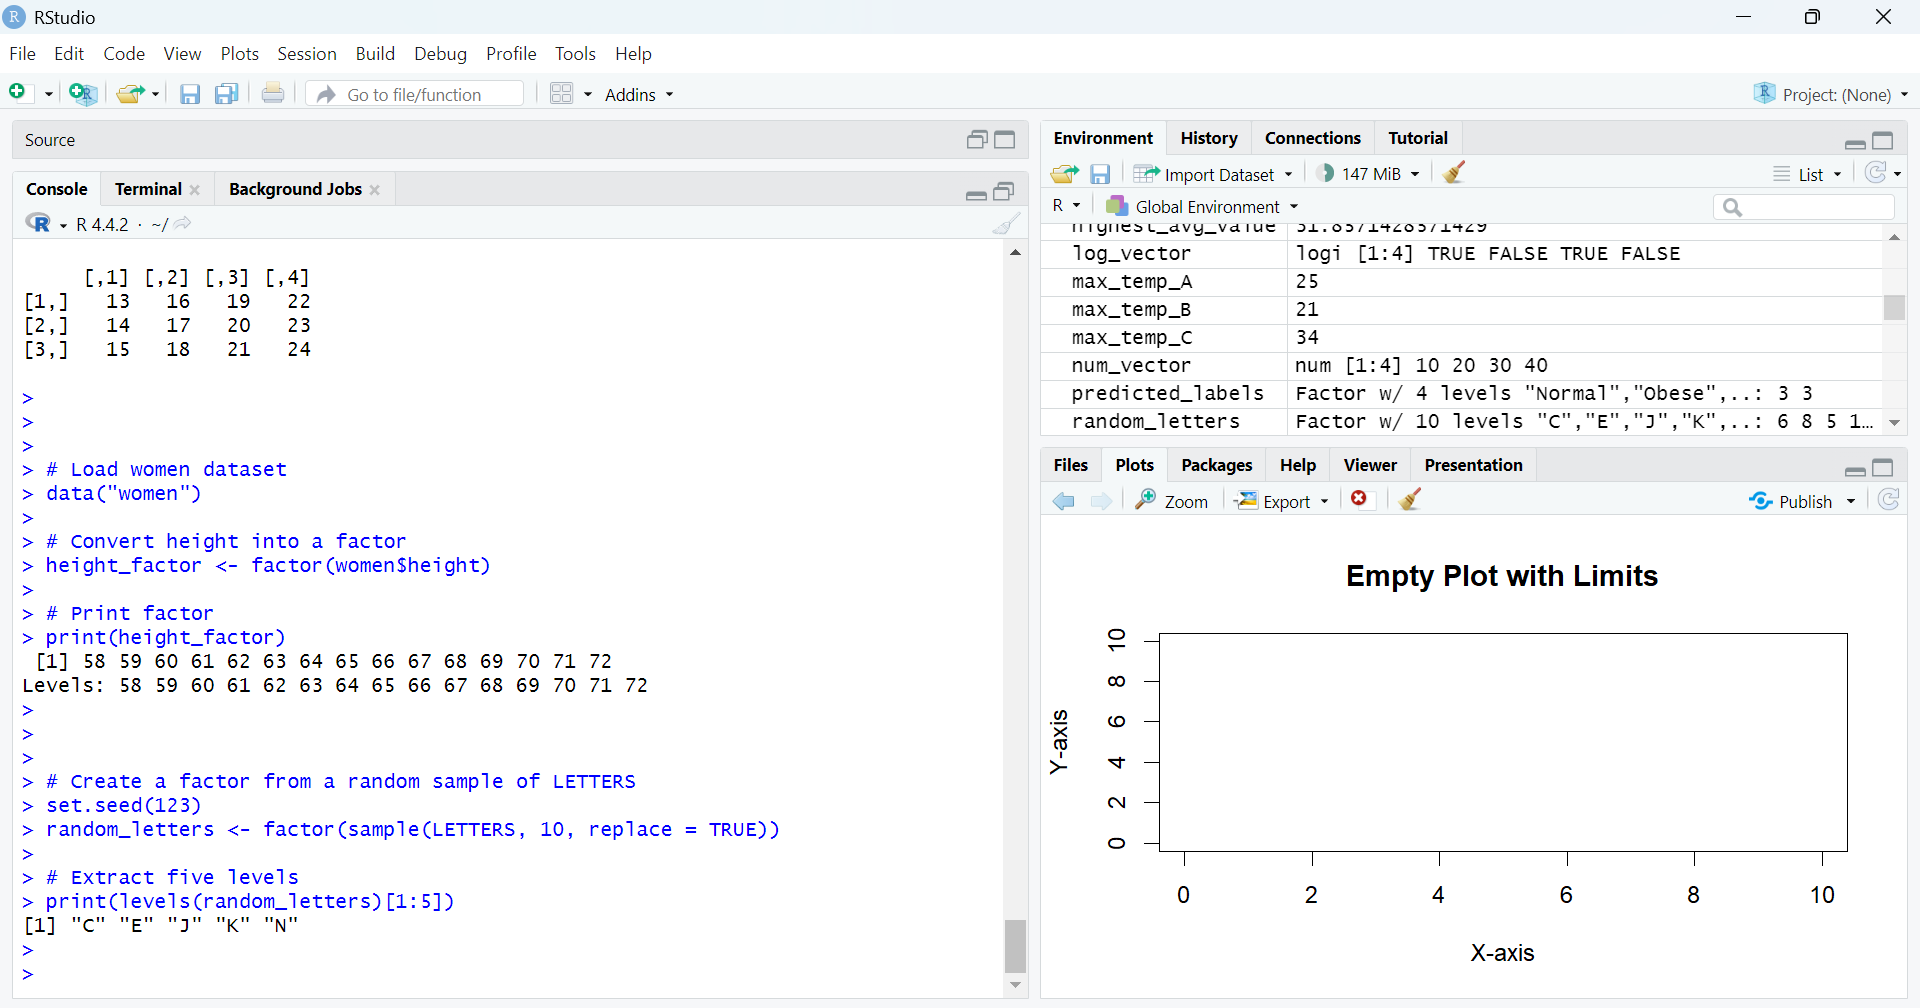 RStudio
File Edit Code View Plots Session Build Debug Profile Tools Help
Go to file/function Addins Project: (None)
Source
Console Terminal Background Jobs
R 4.4.2 · ~/
     [,1] [,2] [,3] [,4]
[1,]   13   16   19   22
[2,]   14   17   20   23
[3,]   15   18   21   24
>
>
>
> # Load women dataset
> data("women")
>
> # Convert height into a factor
> height_factor <- factor(women$height)
>
> # Print factor
> print(height_factor)
 [1] 58 59 60 61 62 63 64 65 66 67 68 69 70 71 72
Levels: 58 59 60 61 62 63 64 65 66 67 68 69 70 71 72
>
>
>
> # Create a factor from a random sample of LETTERS
> set.seed(123)
> random_letters <- factor(sample(LETTERS, 10, replace = TRUE))
>
> # Extract five levels
> print(levels(random_letters)[1:5])
[1] "C" "E" "J" "K" "N"
>
>
Environment History Connections Tutorial
Import Dataset 147 MiB List
R Global Environment
highest_avg_value 31.8571428571429
log_vector logi [1:4] TRUE FALSE TRUE FALSE
max_temp_A 25
max_temp_B 21
max_temp_C 34
num_vector num [1:4] 10 20 30 40
predicted_labels Factor w/ 4 levels "Normal","Obese",..: 3 3
random_letters Factor w/ 10 levels "C","E","J","K",..: 6 8 5 1…
Files Plots Packages Help Viewer Presentation
Zoom Export Publish
Empty Plot with Limits
Y-axis
10
8
6
4
2
0
0 2 4 6 8 10
X-axis